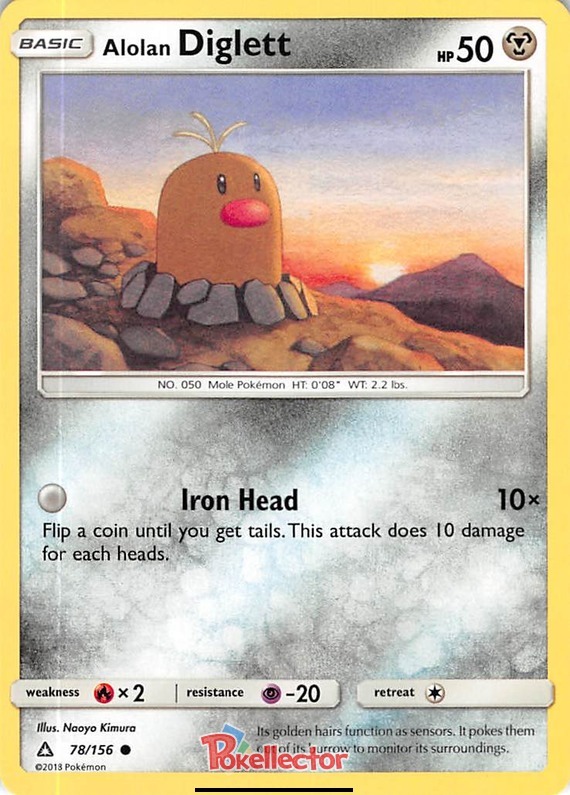 BASIC Alolan Diglett HP 50
NO. 050 Mole Pokémon HT: 0'08" WT: 2.2 lbs.
Iron Head 10×
Flip a coin until you get tails. This attack does 10 damage
for each heads.
weakness ×2 resistance -20 retreat
Illus. Naoyo Kimura
78/156
©2018 Pokémon
Its golden hairs function as sensors. It pokes them
out of its burrow to monitor its surroundings.
Pokellector